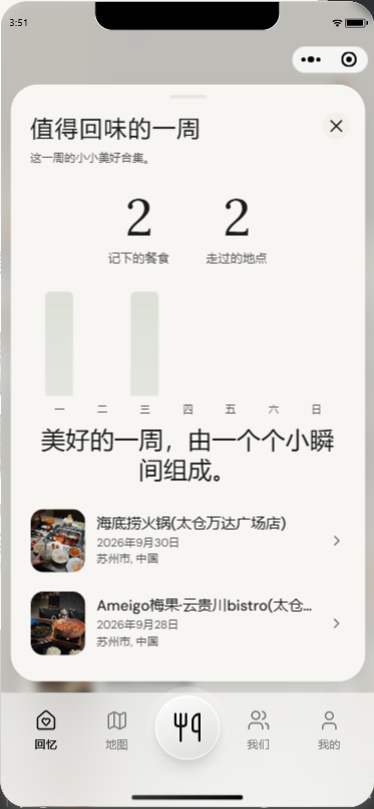 3:51
值得回味的一周
这一周的小小美好合集。
2 2
记下的餐食 走过的地点
一 二 三 四 五 六 日
美好的一周，由一个个小瞬
间组成。
海底捞火锅(太仓万达广场店)
2026年9月30日
苏州市, 中国
Ameigo梅果·云贵川bistro(太仓...
2026年9月28日
苏州市, 中国
回忆 地图 我们 我的